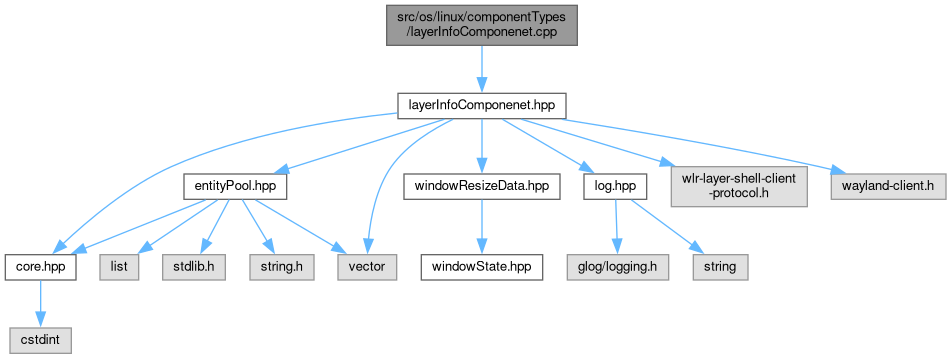 src/os/linux/componentTypes
/layerInfoComponenet.cpp
layerInfoComponenet.hpp
entityPool.hpp
windowResizeData.hpp
log.hpp
wlr-layer-shell-client
-protocol.h
wayland-client.h
core.hpp
list
stdlib.h
string.h
vector
windowState.hpp
glog/logging.h
string
cstdint